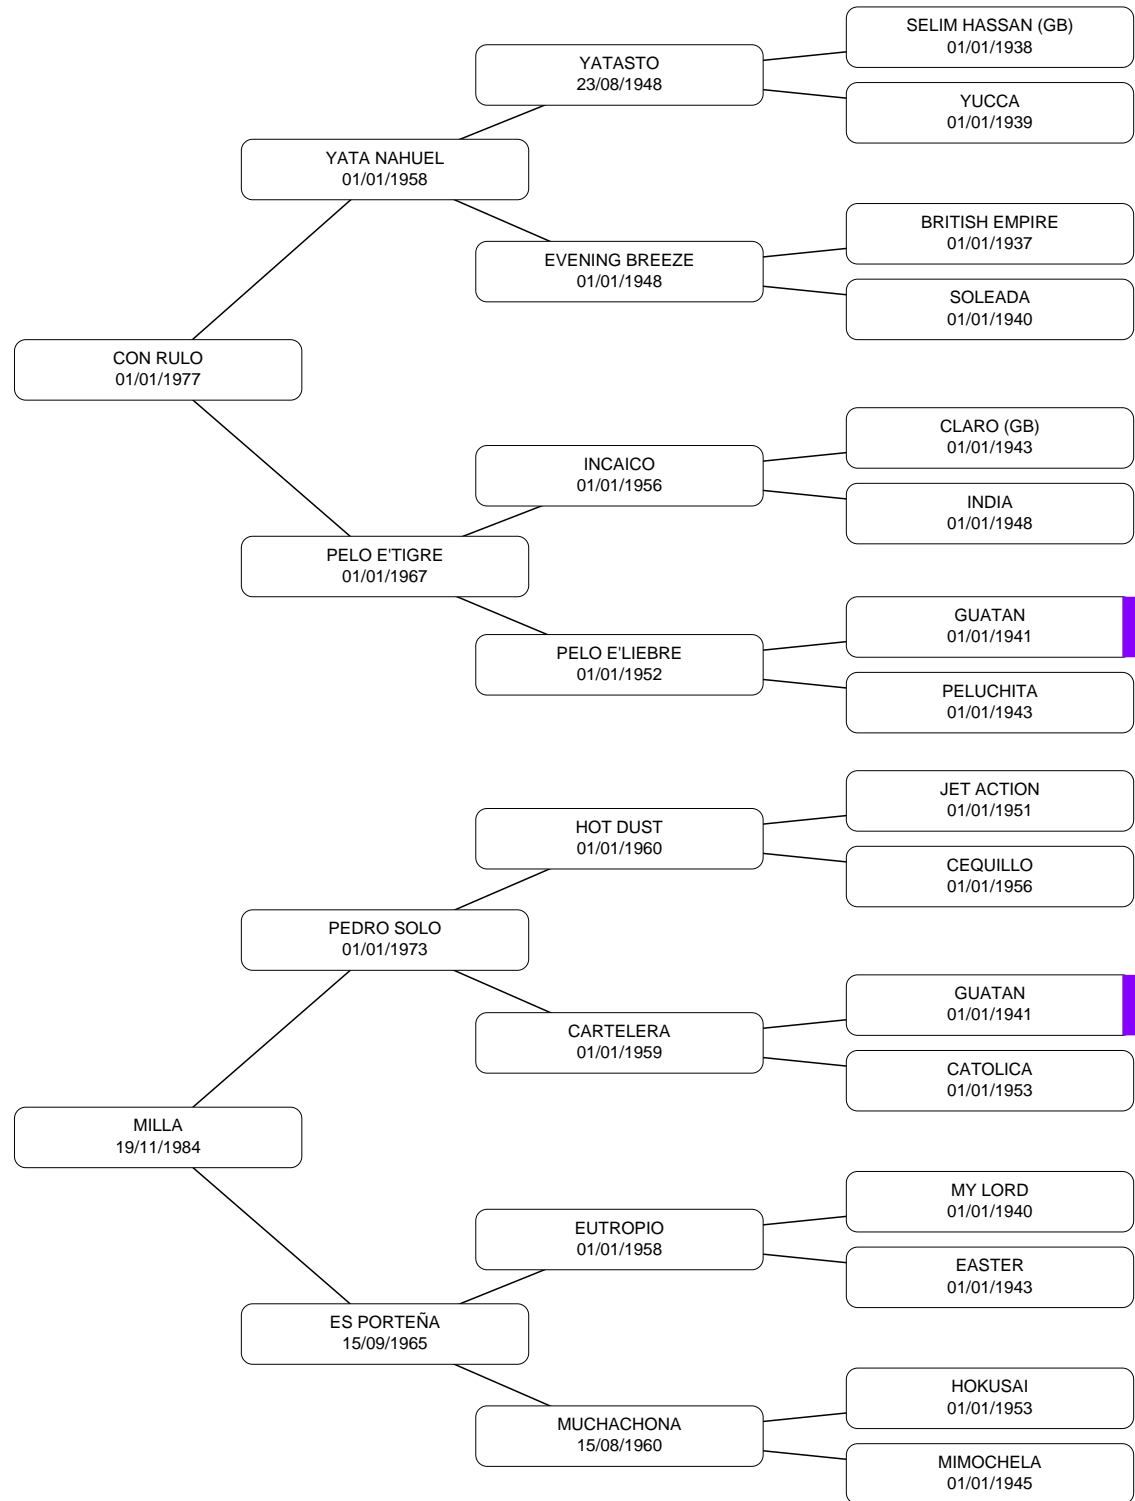 SELIM HASSAN (GB)
01/01/1938
YATASTO
23/08/1948
YUCCA
01/01/1939
YATA NAHUEL
01/01/1958
BRITISH EMPIRE
01/01/1937
EVENING BREEZE
01/01/1948
SOLEADA
01/01/1940
CON RULO
01/01/1977
CLARO (GB)
01/01/1943
INCAICO
01/01/1956
INDIA
01/01/1948
PELO E'TIGRE
01/01/1967
GUATAN
01/01/1941
PELO E'LIEBRE
01/01/1952
PELUCHITA
01/01/1943
JET ACTION
01/01/1951
HOT DUST
01/01/1960
CEQUILLO
01/01/1956
PEDRO SOLO
01/01/1973
GUATAN
01/01/1941
CARTELERA
01/01/1959
CATOLICA
01/01/1953
MILLA
19/11/1984
MY LORD
01/01/1940
EUTROPIO
01/01/1958
EASTER
01/01/1943
ES PORTEÑA
15/09/1965
HOKUSAI
01/01/1953
MUCHACHONA
15/08/1960
MIMOCHELA
01/01/1945